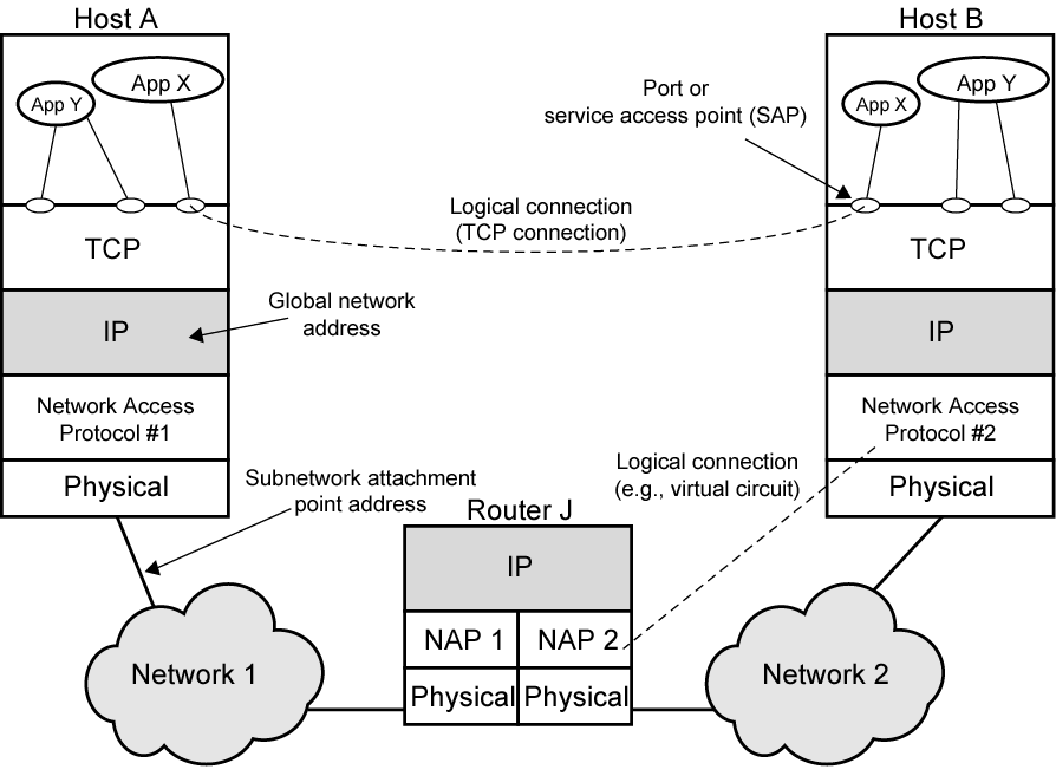 Host A
Host B
App Y
App X
Port or
service access point (SAP)
App X
App Y
Logical connection
(TCP connection)
TCP
TCP
Global network
address
IP
IP
Network Access
Protocol #1
Network Access
Protocol #2
Physical
Subnetwork attachment
point address
Logical connection
(e.g., virtual circuit)
Physical
Router J
IP
NAP 1
NAP 2
Network 1
Physical
Physical
Network 2